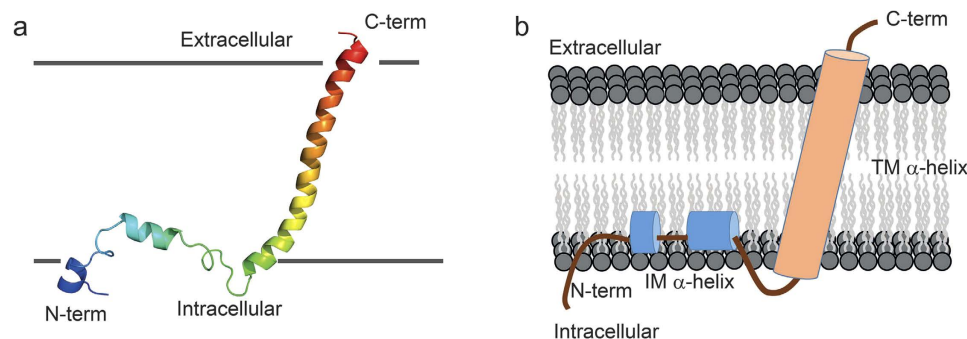 a
C-term
Extracellular
N-term
Intracellular
b
C-term
Extracellular
TM α-helix
N-term
IM α-helix
Intracellular